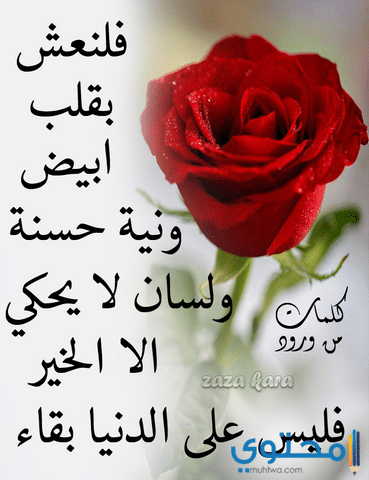 فلنعش
بقلب
ابيض
ونية حسنة
ولسان لا يحكي
الا الخير
فليس على الدنيا بقاء
كلمات
من ورود
zaza kara
محتوى
muhtwa.com